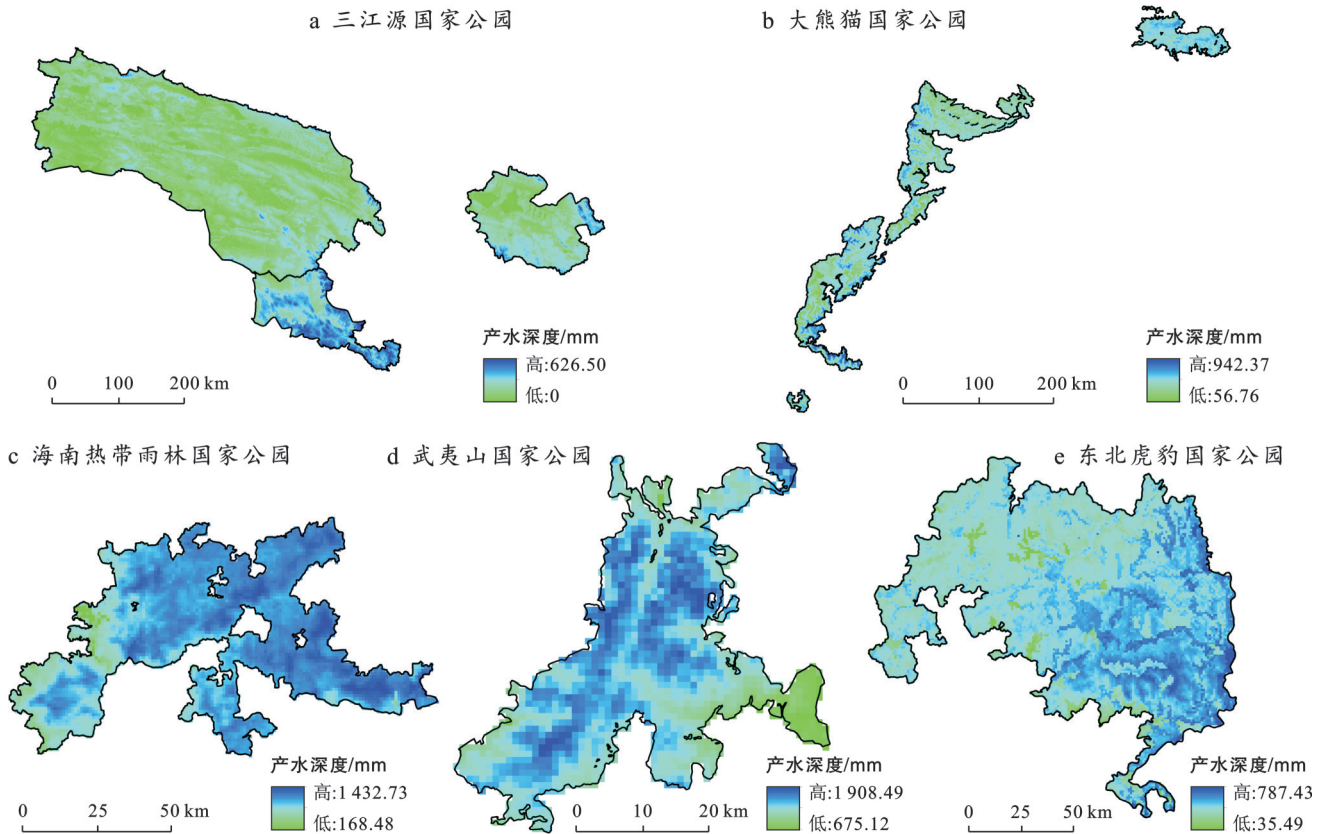 a 三江源国家公园
b 大熊猫国家公园
产水深度/mm
高:626.50
低:0
0 100 200 km
产水深度/mm
高:942.37
低:56.76
0 100 200 km
c 海南热带雨林国家公园
d 武夷山国家公园
e 东北虎豹国家公园
产水深度/mm
高:1 432.73
低:168.48
0 25 50 km
产水深度/mm
高:1 908.49
低:675.12
0 10 20 km
产水深度/mm
高:787.43
低:35.49
0 25 50 km